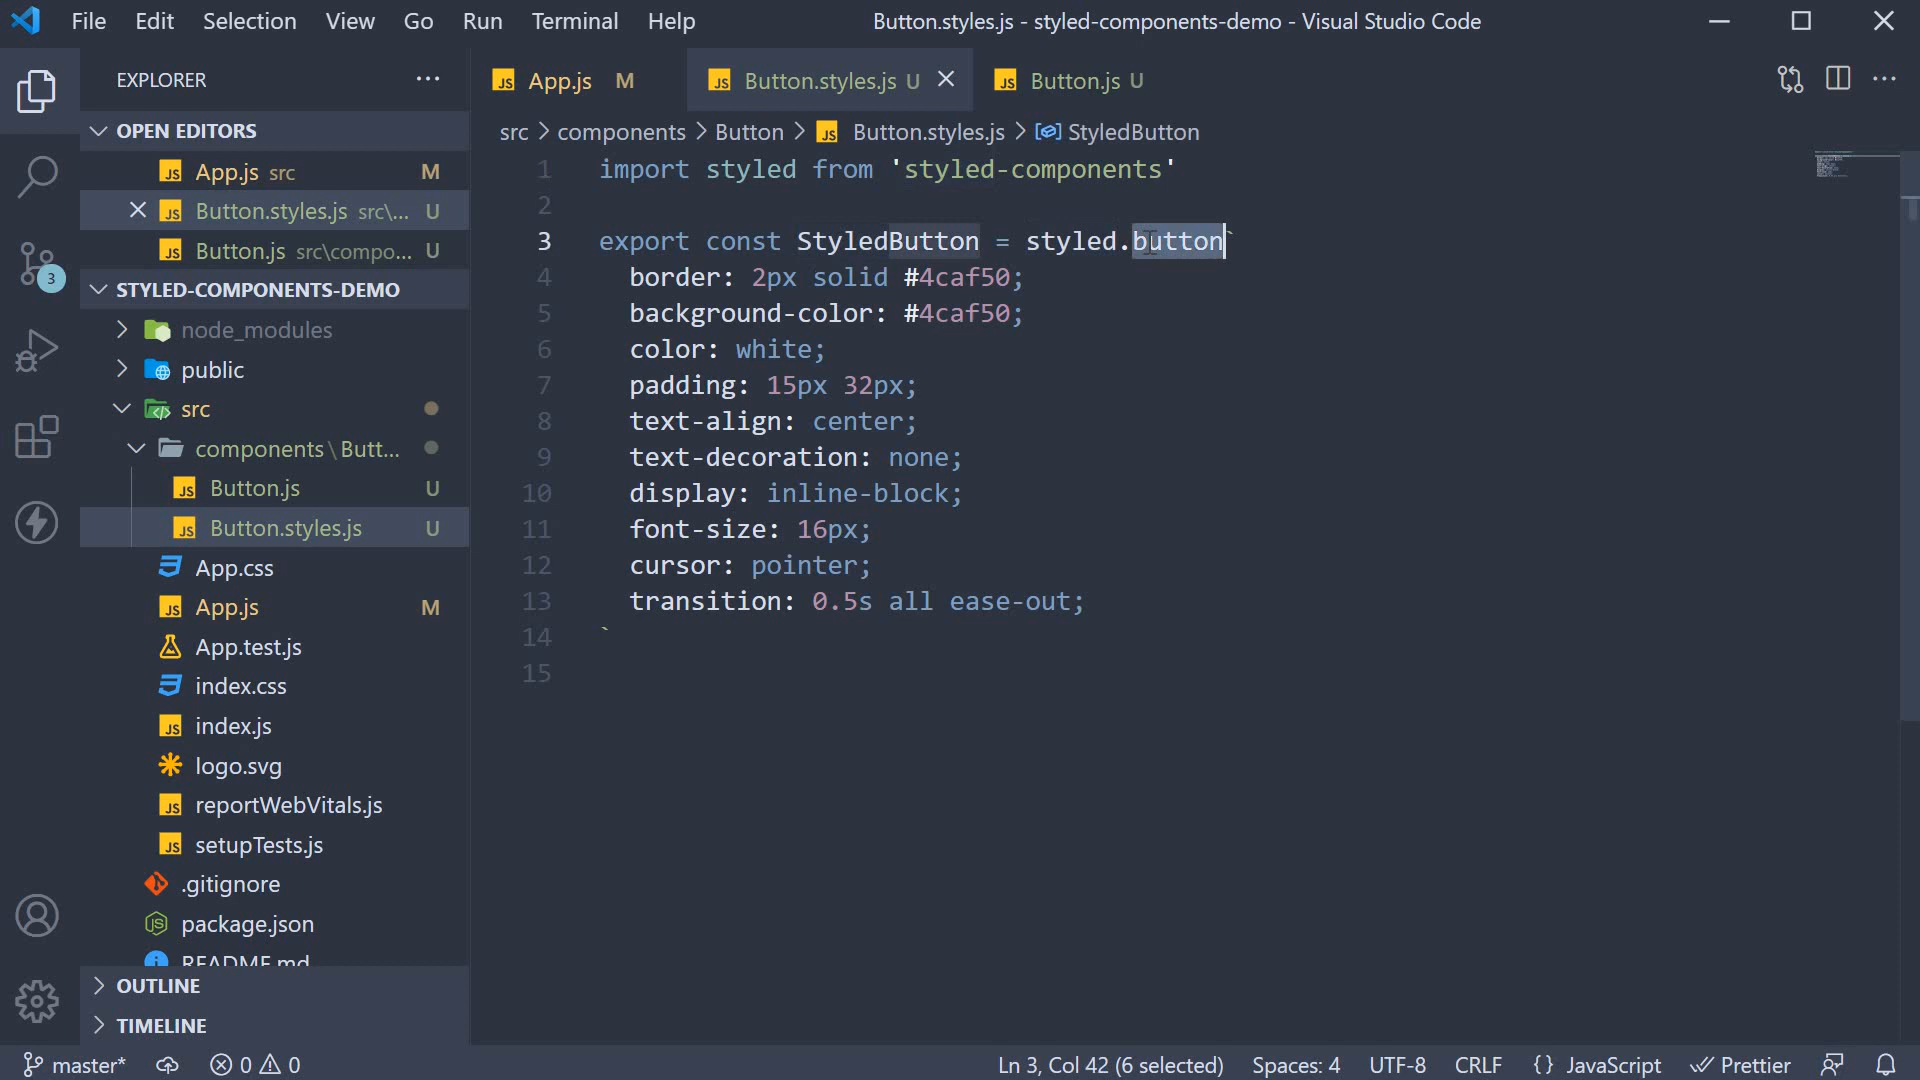 File Edit Selection View Go Run Terminal Help
Button.styles.js - styled-components-demo - Visual Studio Code
EXPLORER
OPEN EDITORS
App.js src M
Button.styles.js src\... U
Button.js src\compo... U
STYLED-COMPONENTS-DEMO
node_modules
public
src
components\Butt...
Button.js U
Button.styles.js U
App.css
App.js M
App.test.js
index.css
index.js
logo.svg
reportWebVitals.js
setupTests.js
.gitignore
package.json
README.md
OUTLINE
TIMELINE
3
App.js M
Button.styles.js U
Button.js U
src > components > Button > Button.styles.js > StyledButton
1 import styled from 'styled-components'
2
3 export const StyledButton = styled.button`
4 border: 2px solid #4caf50;
5 background-color: #4caf50;
6 color: white;
7 padding: 15px 32px;
8 text-align: center;
9 text-decoration: none;
10 display: inline-block;
11 font-size: 16px;
12 cursor: pointer;
13 transition: 0.5s all ease-out;
14 `
15
master* 0 0
Ln 3, Col 42 (6 selected) Spaces: 4 UTF-8 CRLF {} JavaScript Prettier